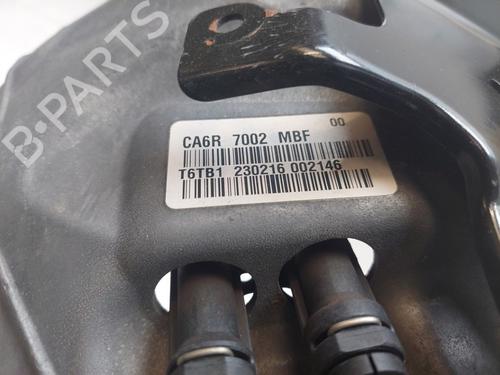 B-PARTS
00
CA6R 7002 MBF
T6TB1 230216 002146